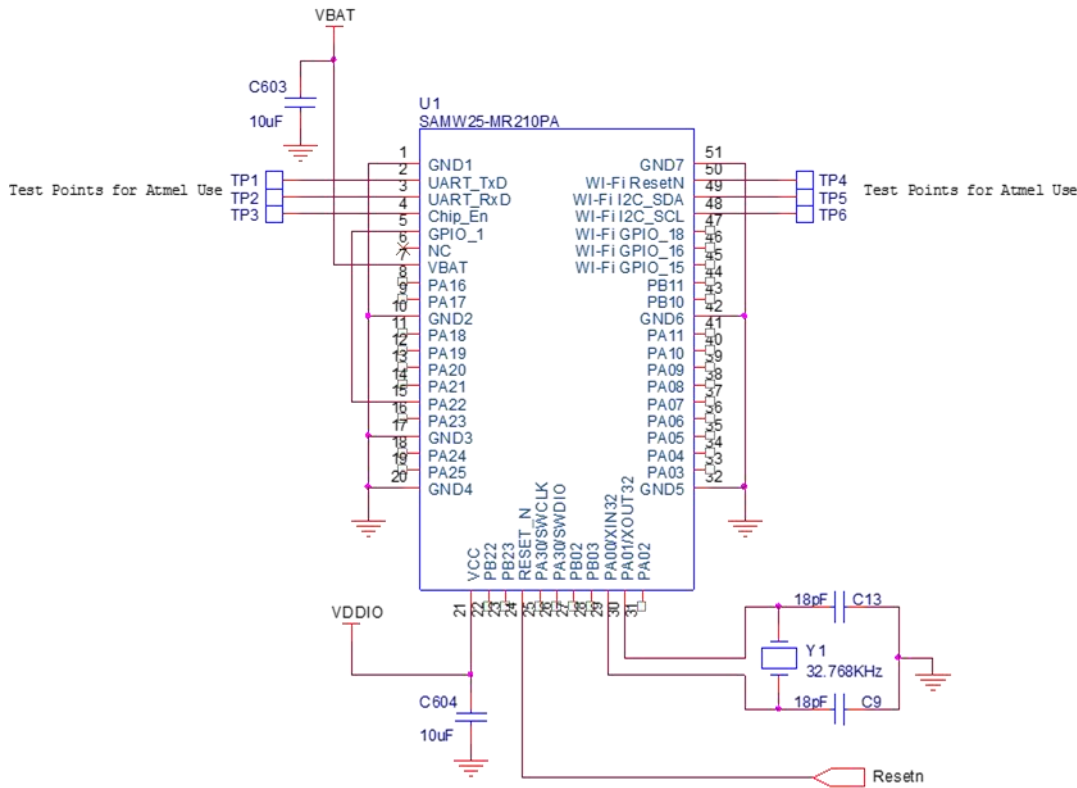 VBAT
C603
10uF
U1
SAMW25-MR210PA
Test Points for Atmel Use
TP1
TP2
TP3
TP4
TP5
TP6
Test Points for Atmel Use
1 GND1
2 UART_TxD
3 UART_RxD
4 Chip_En
5 GPIO_1
6 NC
7 VBAT
8 PA16
9 PA17
10 GND2
11 PA18
12 PA19
13 PA20
14 PA21
15 PA22
16 PA23
17 GND3
18 PA24
19 PA25
20 GND4
GND7 51
WI-Fi ResetN 50
WI-Fi I2C_SDA 49
WI-Fi I2C_SCL 48
WI-Fi GPIO_18 47
WI-Fi GPIO_16 46
WI-Fi GPIO_15 45
PB11 44
PB10 43
GND6 42
PA11 41
PA10 40
PA09 39
PA08 38
PA07 37
PA06 36
PA05 35
PA04 34
PA03 33
GND5 32
VCC 21
PB22 22
PB23 23
RESET_N 24
PA30/SWCLK 25
PA30/SWDIO 26
PB02 27
PB03 28
PA00/XIN32 29
PA01/XOUT32 30
PA02 31
VDDIO
C604
10uF
18pF C13
Y1
32.768KHz
18pF C9
Resetn